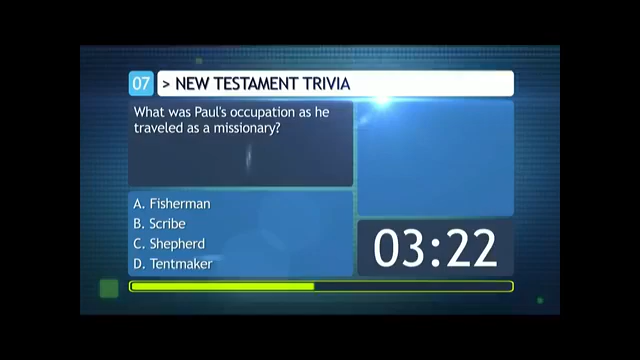 07 > NEW TESTAMENT TRIVIA
What was Paul's occupation as he
traveled as a missionary?
A. Fisherman
B. Scribe
C. Shepherd
D. Tentmaker
03:22